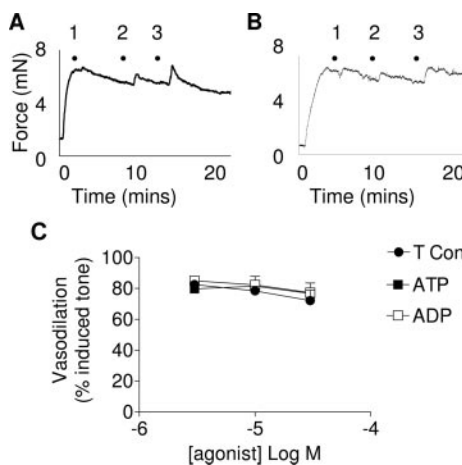 A 1 2 3
8
4
0
Force (mN)
0 10 20
Time (mins)
B 1 2 3
8
4
0
0 10 20
Time (mins)
C
100
80
60
40
20
0
Vasodilation
(% induced tone)
-6 -5 -4
[agonist] Log M
T Con
ATP
ADP